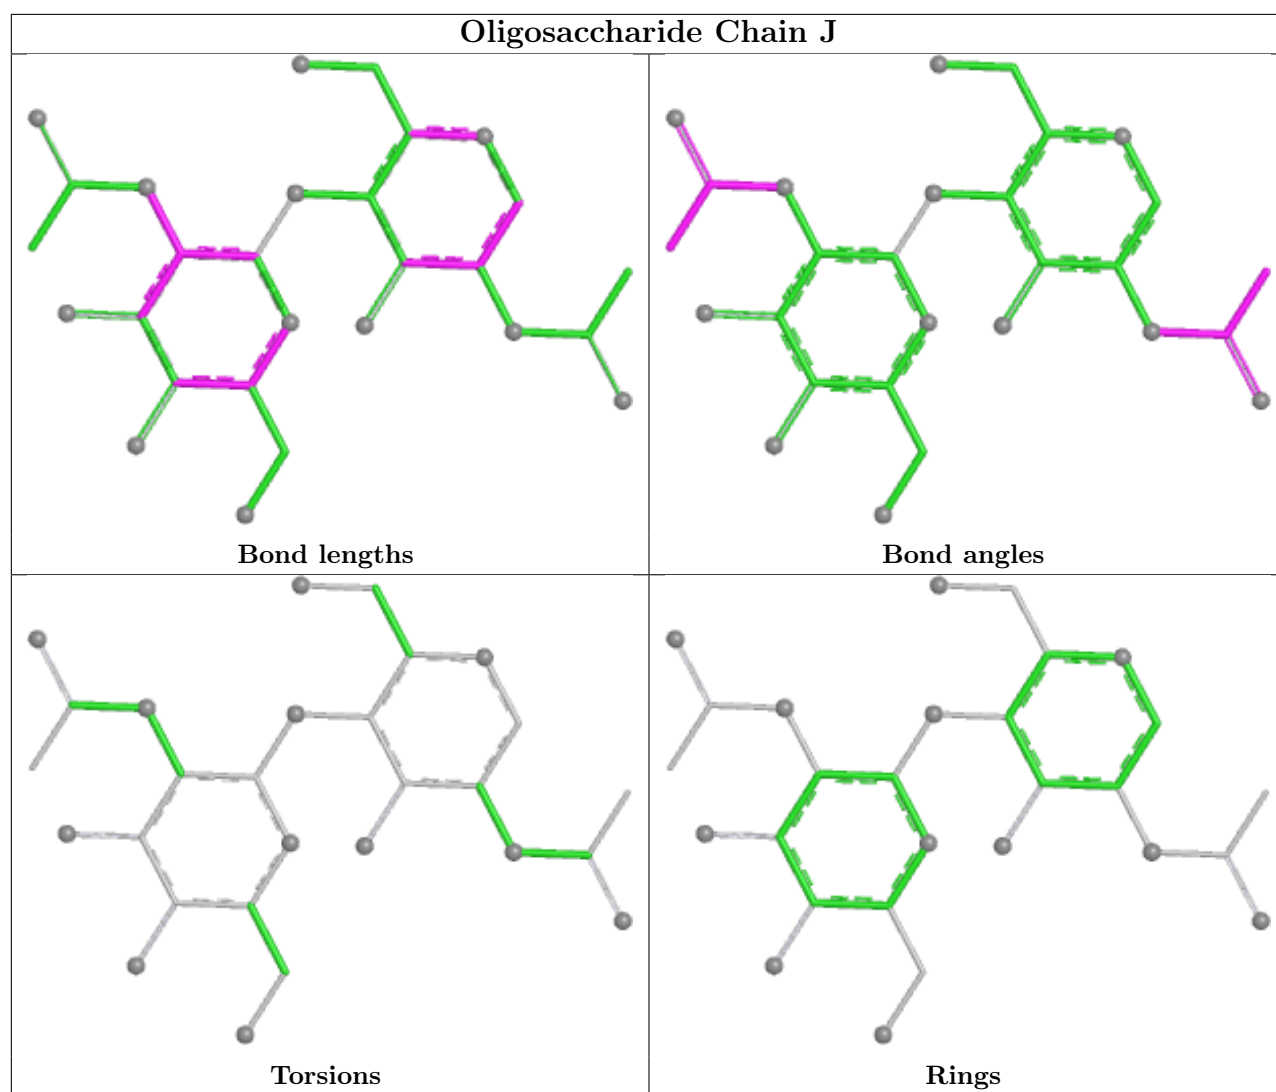 Oligosaccharide Chain J
Bond lengths
Bond angles
Torsions
Rings